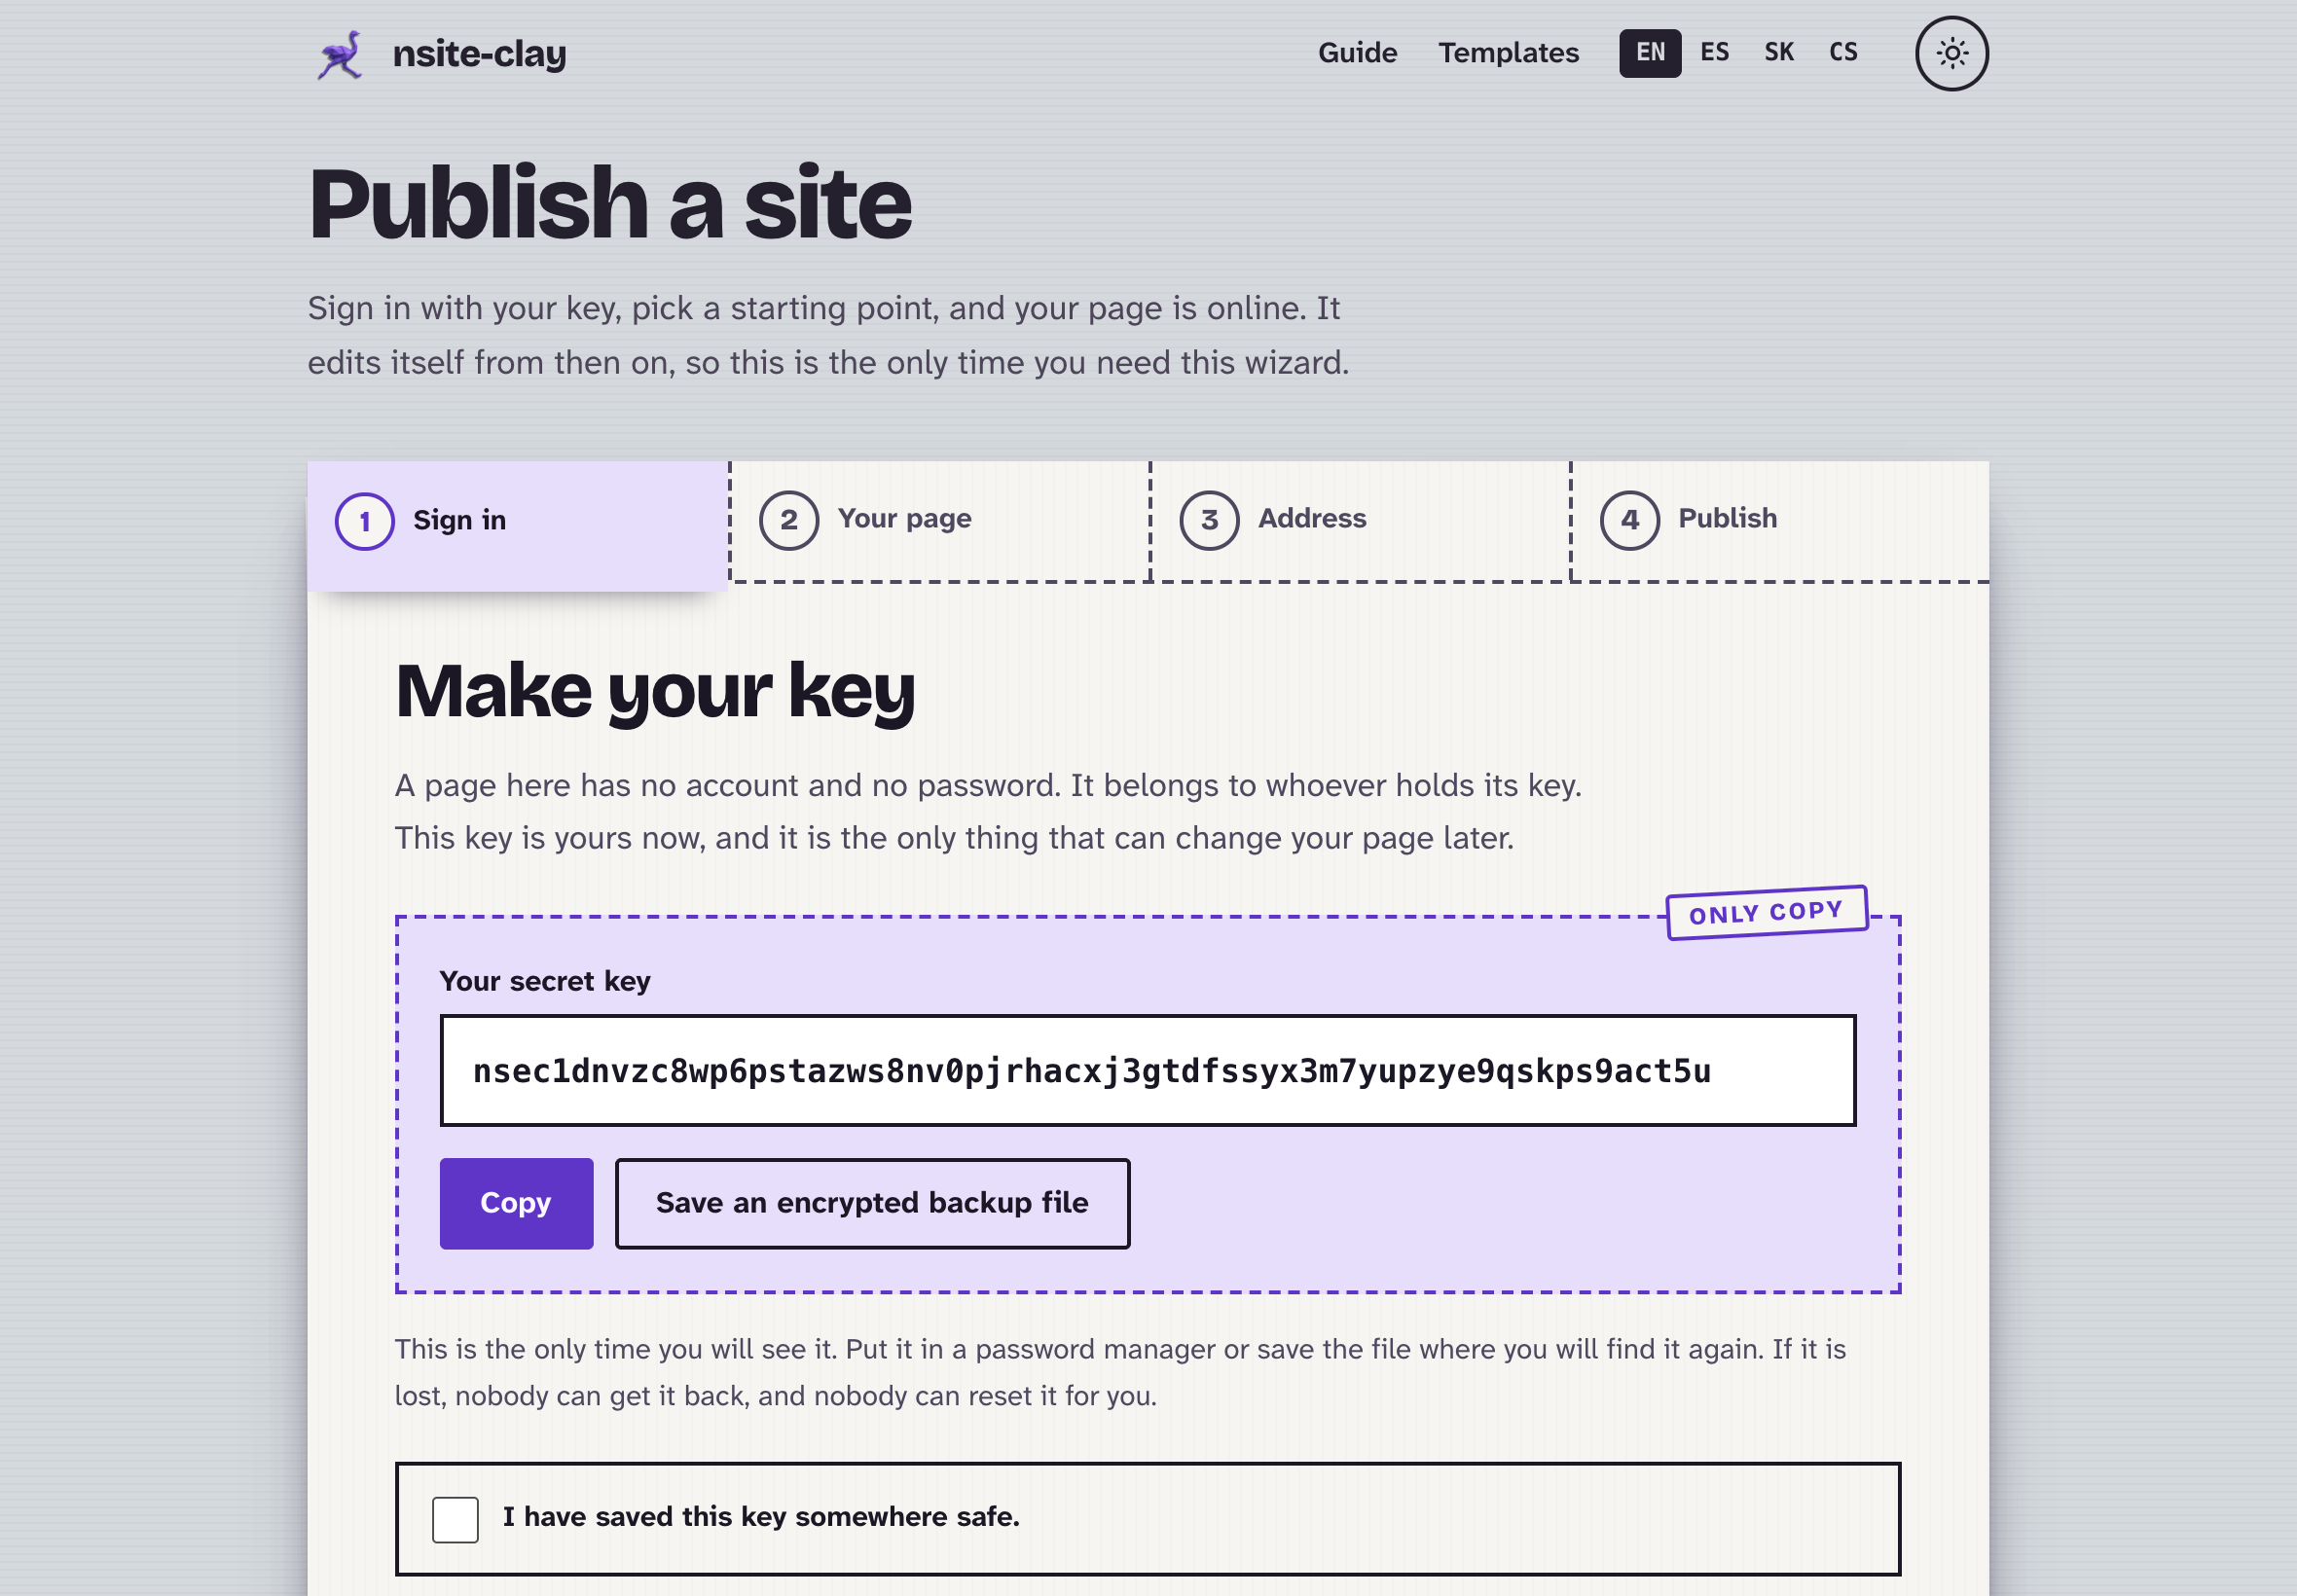 nsite-clay
Guide Templates EN ES SK CS
Publish a site
Sign in with your key, pick a starting point, and your page is online. It
edits itself from then on, so this is the only time you need this wizard.
1 Sign in
2 Your page
3 Address
4 Publish
Make your key
A page here has no account and no password. It belongs to whoever holds its key.
This key is yours now, and it is the only thing that can change your page later.
ONLY COPY
Your secret key
nsec1dnvzc8wp6pstazws8nv0pjrhacxj3gtdfssyx3m7yupzye9qskps9act5u
Copy
Save an encrypted backup file
This is the only time you will see it. Put it in a password manager or save the file where you will find it again. If it is
lost, nobody can get it back, and nobody can reset it for you.
I have saved this key somewhere safe.